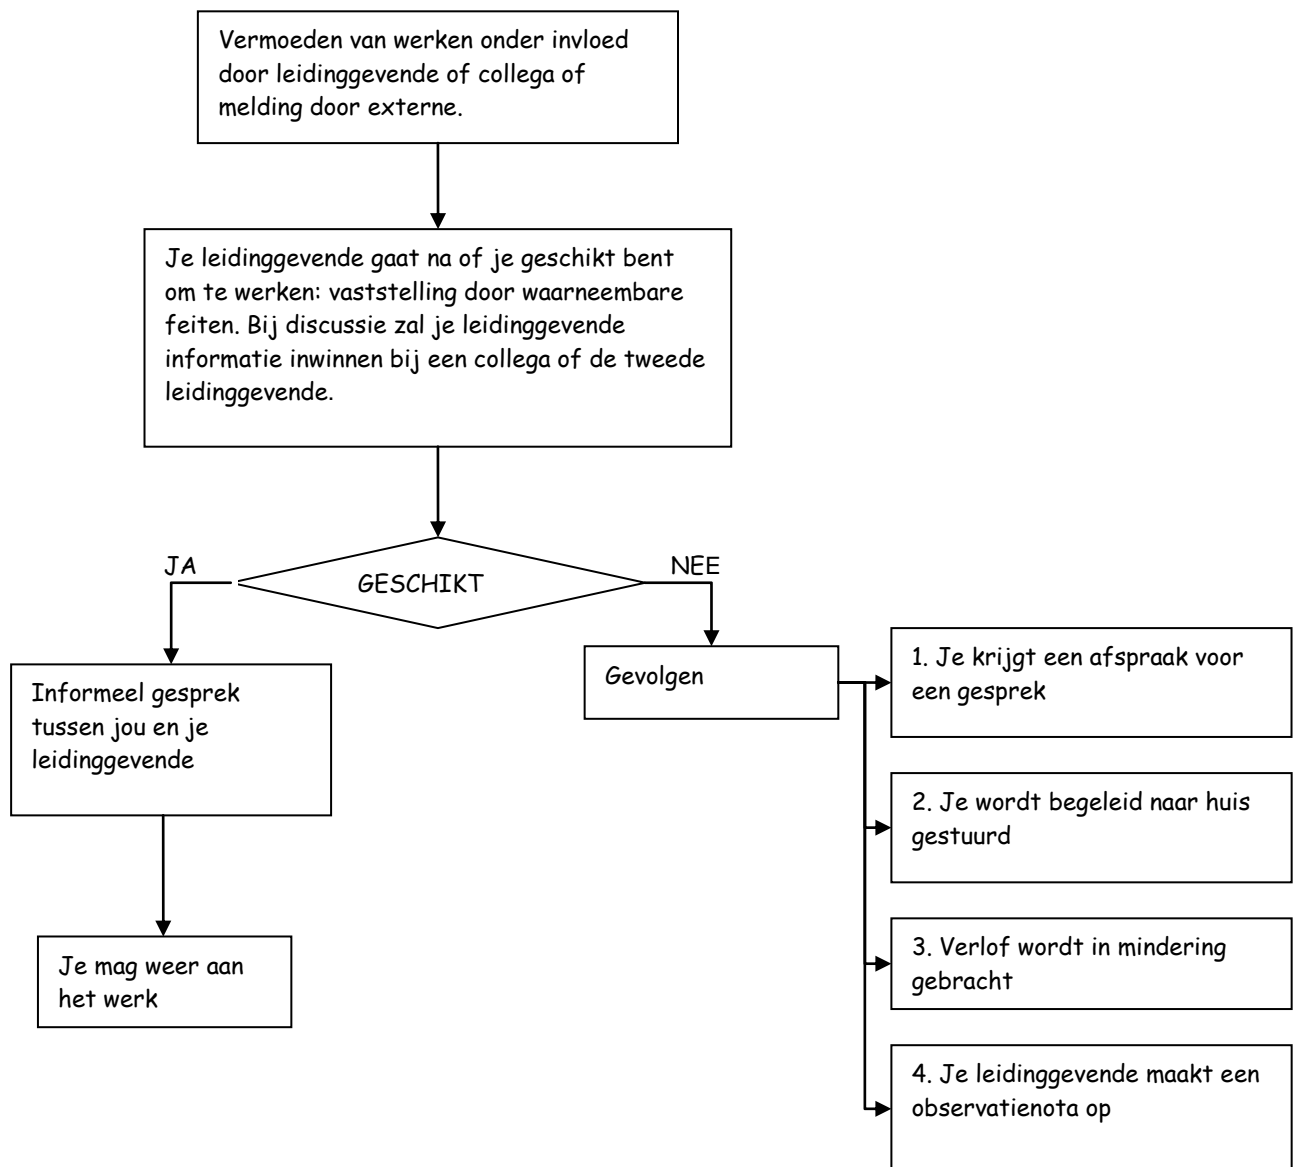 Vermoeden van werken onder invloed
door leidinggevende of collega of
melding door externe.
Je leidinggevende gaat na of je geschikt bent
om te werken: vaststelling door waarneembare
feiten. Bij discussie zal je leidinggevende
informatie inwinnen bij een collega of de tweede
leidinggevende.
JA
GESCHIKT
NEE
Informeel gesprek
tussen jou en je
leidinggevende
Je mag weer aan
het werk
Gevolgen
1. Je krijgt een afspraak voor
een gesprek
2. Je wordt begeleid naar huis
gestuurd
3. Verlof wordt in mindering
gebracht
4. Je leidinggevende maakt een
observatienota op